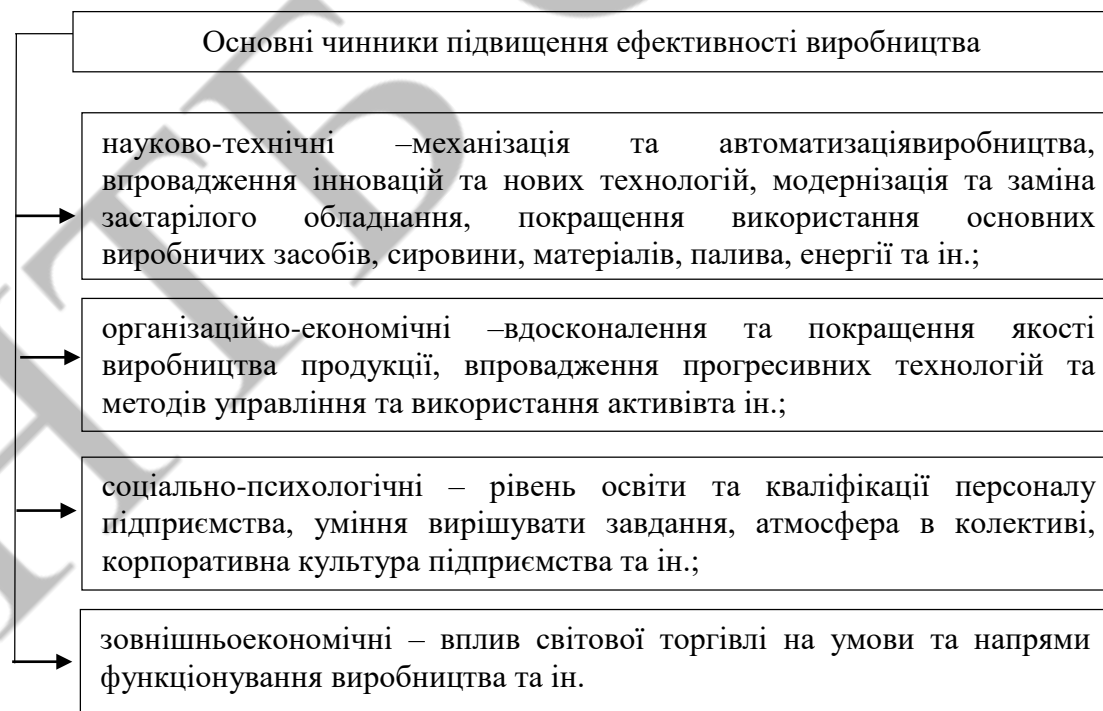 Основні чинники підвищення ефективності виробництва
науково-технічні –механізація та автоматизаціявиробництва,
впровадження інновацій та нових технологій, модернізація та заміна
застарілого обладнання, покращення використання основних
виробничих засобів, сировини, матеріалів, палива, енергії та ін.;
організаційно-економічні –вдосконалення та покращення якості
виробництва продукції, впровадження прогресивних технологій та
методів управління та використання активівта ін.;
соціально-психологічні – рівень освіти та кваліфікації персоналу
підприємства, уміння вирішувати завдання, атмосфера в колективі,
корпоративна культура підприємства та ін.;
зовнішньоекономічні – вплив світової торгівлі на умови та напрями
функціонування виробництва та ін.